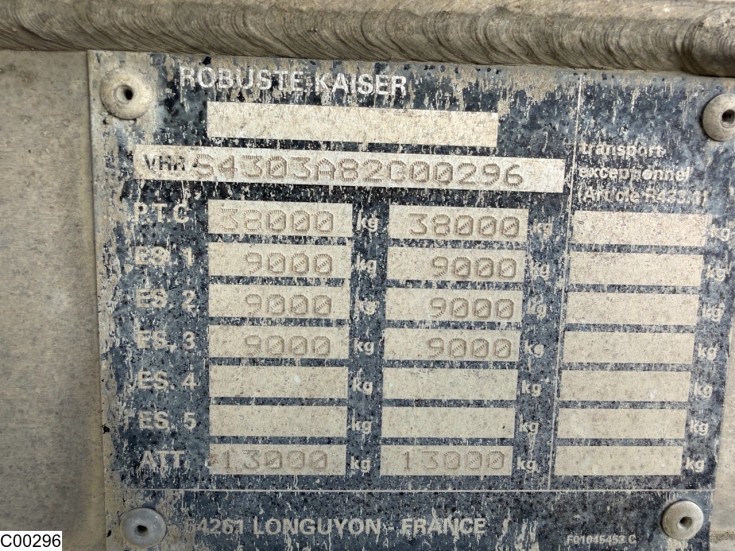 ROBUSTE KAISER
transport
exceptionnel
(Article R433.1)
VRR S4303A82C00296
P.T.C 38000 kg 38000 kg kg
ES. 1 9000 kg 9000 kg kg
ES. 2 9000 kg 9000 kg kg
ES. 3 9000 kg 9000 kg kg
ES. 4 kg kg kg
ES. 5 kg kg kg
ATT. 13000 kg 13000 kg kg
54261 LONGUYON - FRANCE
F01045453 C
C00296